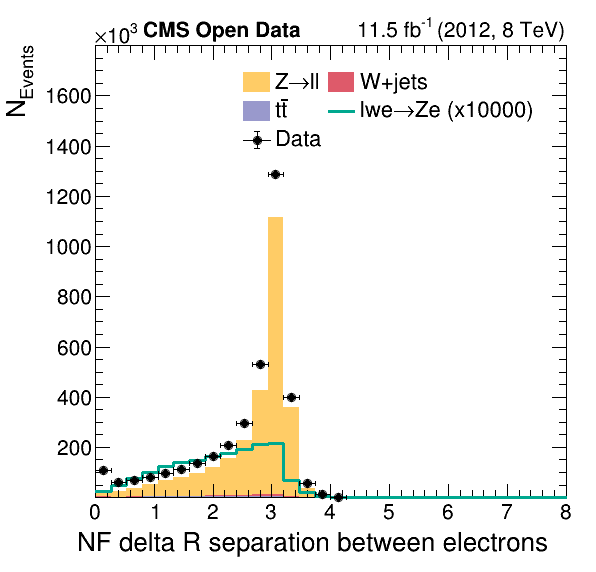 ×10³ CMS Open Data 11.5 fb⁻¹ (2012, 8 TeV)
N_Events
Z→ll W+jets
tt̄ lwe→Ze (x10000)
Data
1600
1400
1200
1000
800
600
400
200
0 1 2 3 4 5 6 7 8
NF delta R separation between electrons